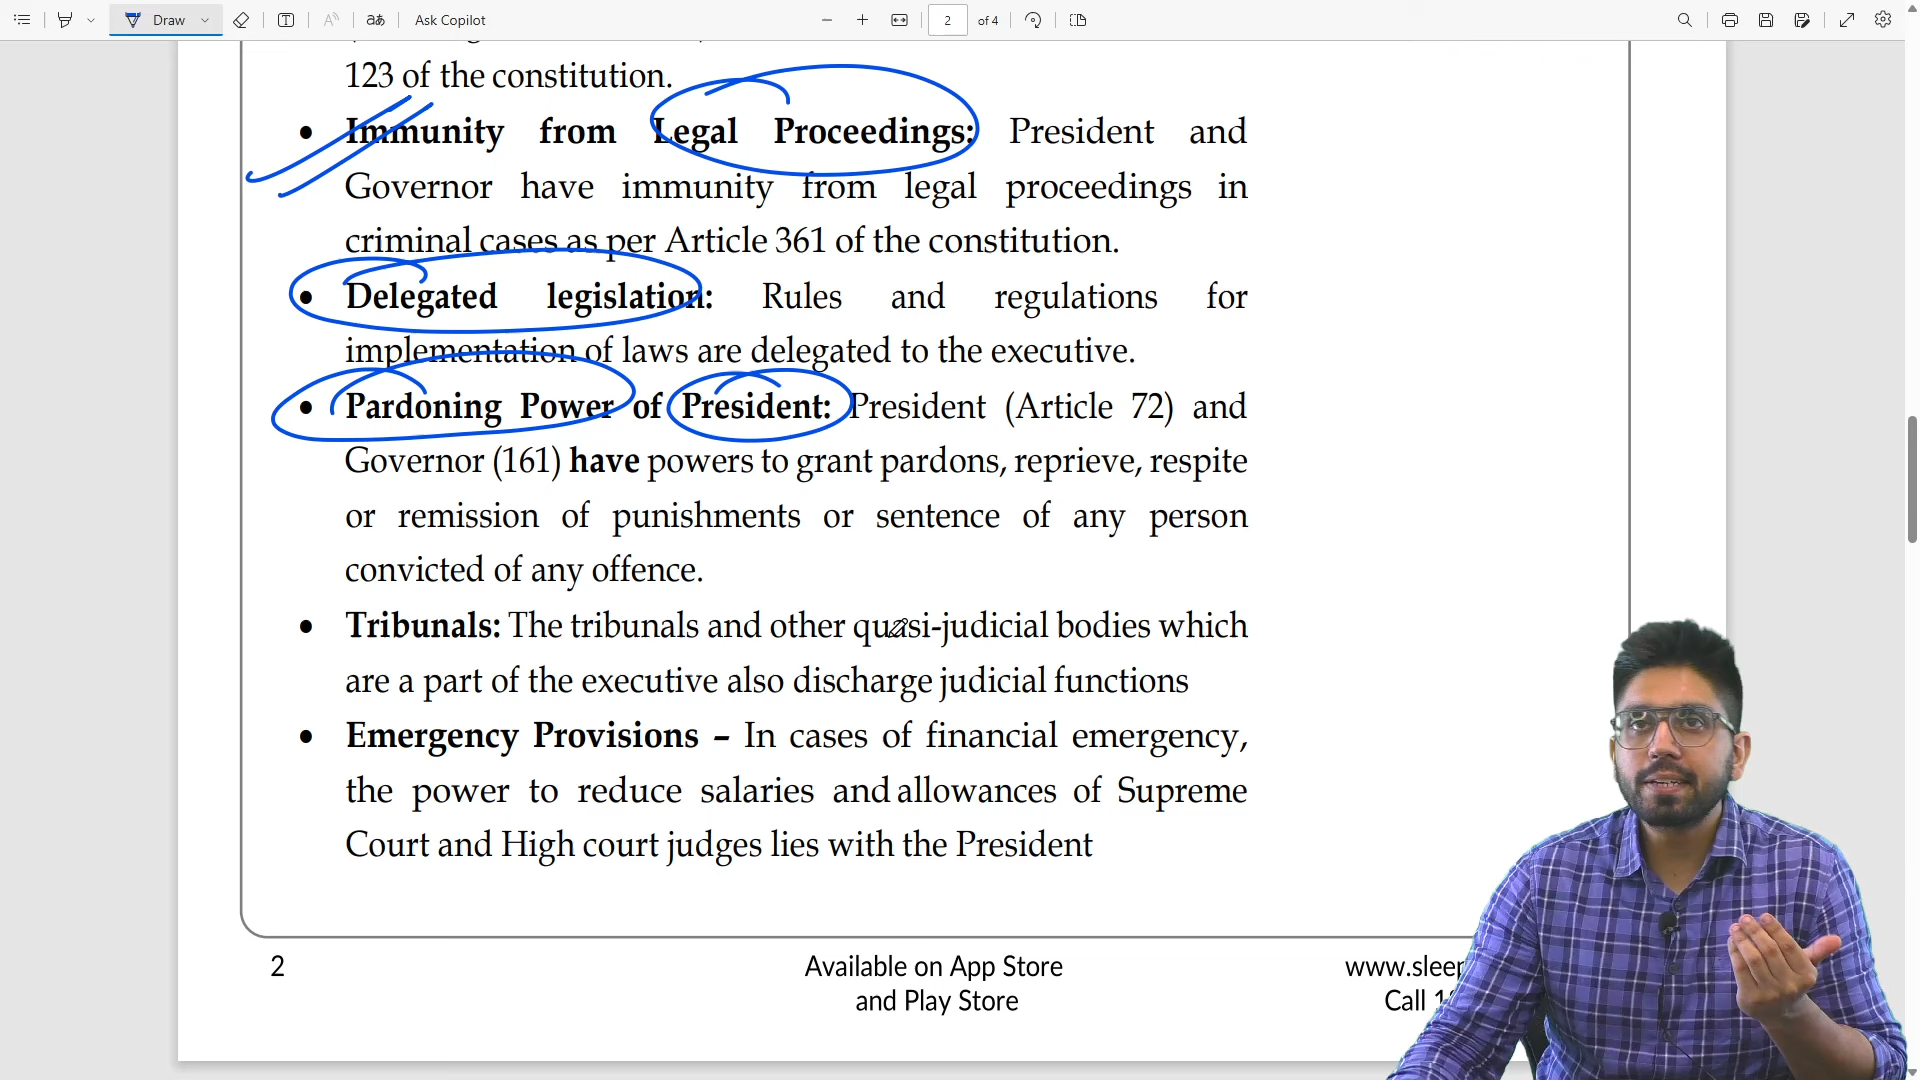 Draw
aあ
Ask Copilot
2
of 4
123 of the constitution.
• Immunity from Legal Proceedings: President and
Governor have immunity from legal proceedings in
criminal cases as per Article 361 of the constitution.
• Delegated legislation: Rules and regulations for
implementation of laws are delegated to the executive.
• Pardoning Power of President: President (Article 72) and
Governor (161) have powers to grant pardons, reprieve, respite
or remission of punishments or sentence of any person
convicted of any offence.
• Tribunals: The tribunals and other quasi-judicial bodies which
are a part of the executive also discharge judicial functions
• Emergency Provisions – In cases of financial emergency,
the power to reduce salaries and allowances of Supreme
Court and High court judges lies with the President
2
Available on App Store
and Play Store
www.sleep
Call 1